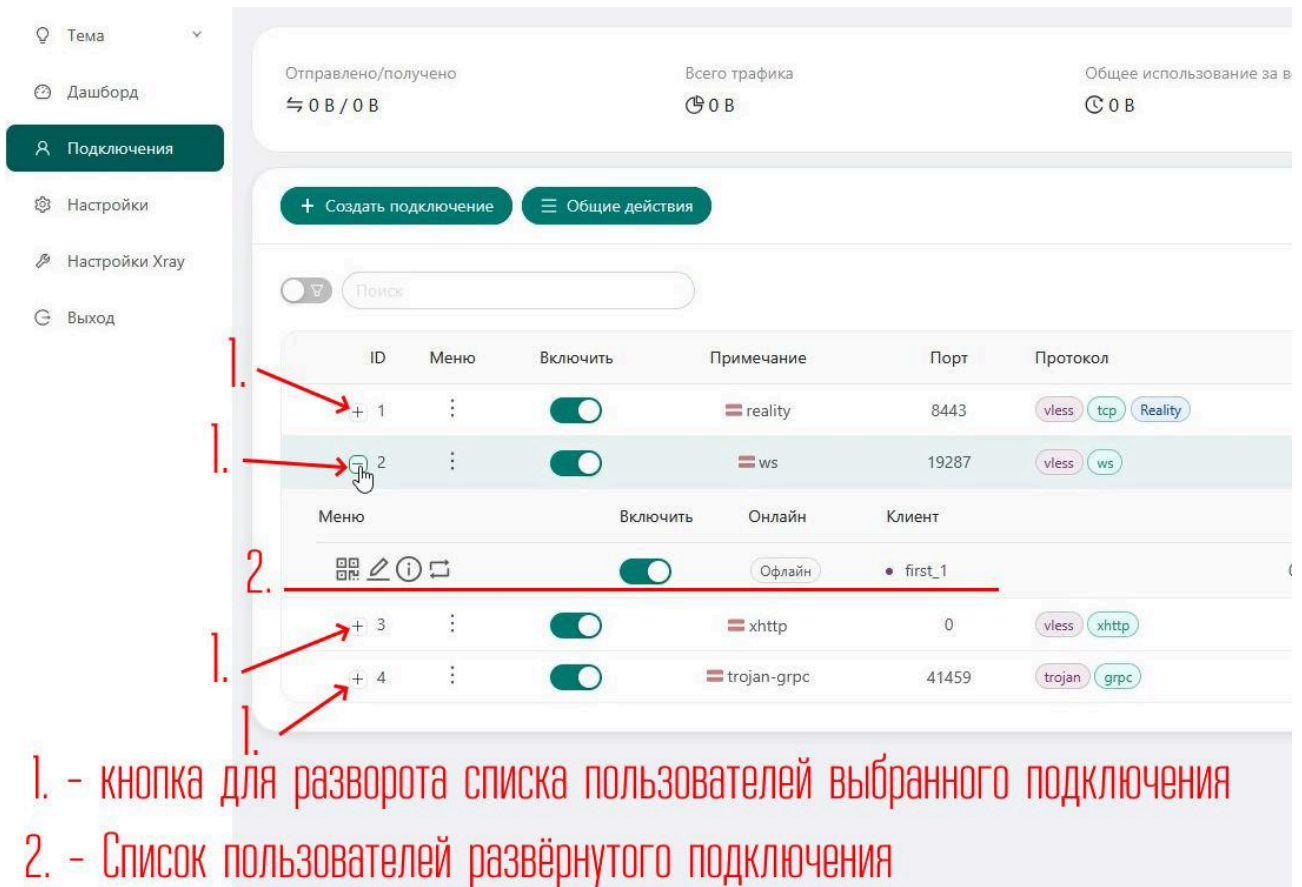 Тема
Дашборд
Подключения
Настройки
Настройки Xray
Выход
Отправлено/получено Всего трафика Общее использование за в
0 B / 0 B 0 B 0 B
+ Создать подключение Общие действия
Поиск
ID Меню Включить Примечание Порт Протокол
1. + 1 reality 8443 vless tcp Reality
1. 2 ws 19287 vless ws
Меню Включить Онлайн Клиент
2. Офлайн first_1
1. + 3 xhttp 0 vless xhttp
1. + 4 trojan-grpc 41459 trojan grpc
1. - кнопка для разворота списка пользователей выбранного подключения
2. - Список пользователей развёрнутого подключения